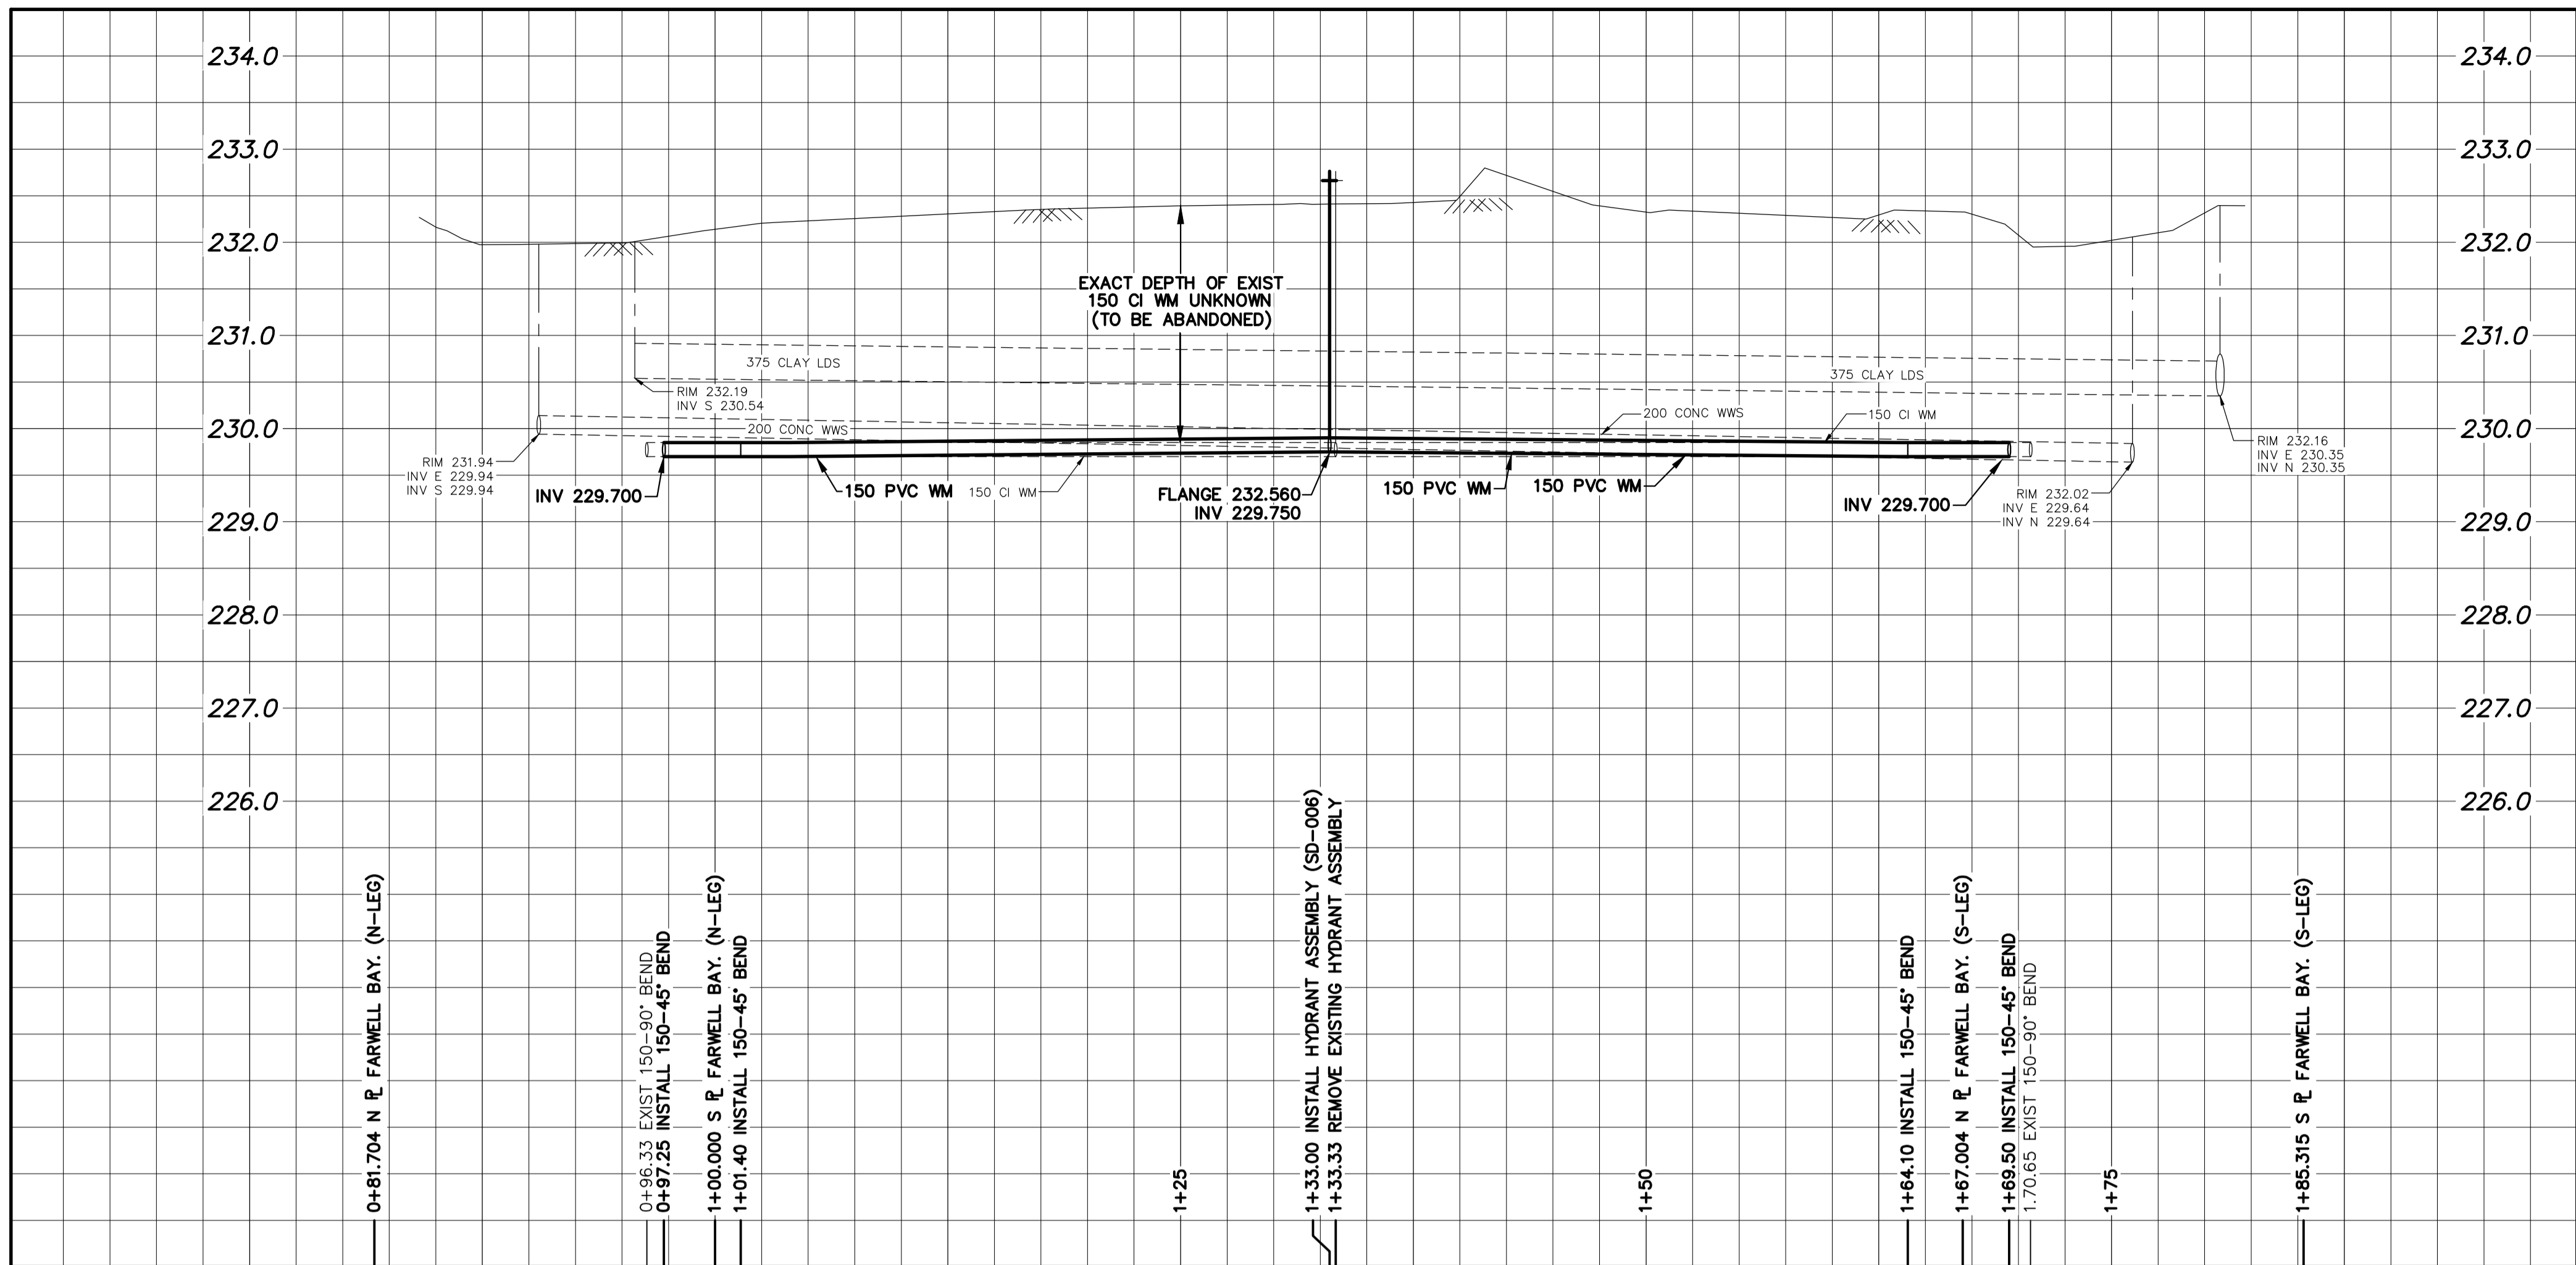 234.0
234.0
233.0
233.0
232.0
232.0
EXACT DEPTH OF EXIST
150 CI WM UNKNOWN
(TO BE ABANDONED)
231.0
231.0
375 CLAY LDS
375 CLAY LDS
RIM 232.19
INV S 230.54
200 CONC WWS
150 CI WM
230.0
200 CONC WWS
230.0
RIM 232.16
INV E 230.35
INV N 230.35
RIM 231.94
INV E 229.94
INV S 229.94
INV 229.700
150 PVC WM
150 CI WM
FLANGE 232.560
INV 229.750
150 PVC WM
150 PVC WM
INV 229.700
RIM 232.02
INV E 229.64
INV N 229.64
229.0
229.0
228.0
228.0
227.0
227.0
226.0
226.0
0+81.704 N PL FARWELL BAY. (N-LEG)
0+96.33 EXIST 150-90° BEND
0+97.25 INSTALL 150-45° BEND
1+00.000 S PL FARWELL BAY. (N-LEG)
1+01.40 INSTALL 150-45° BEND
1+25
1+33.00 INSTALL HYDRANT ASSEMBLY (SD-006)
1+33.33 REMOVE EXISTING HYDRANT ASSEMBLY
1+50
1+64.10 INSTALL 150-45° BEND
1+67.004 N PL FARWELL BAY. (S-LEG)
1+69.50 INSTALL 150-45° BEND
1.70.65 EXIST 150-90° BEND
1+75
1+85.315 S PL FARWELL BAY. (S-LEG)